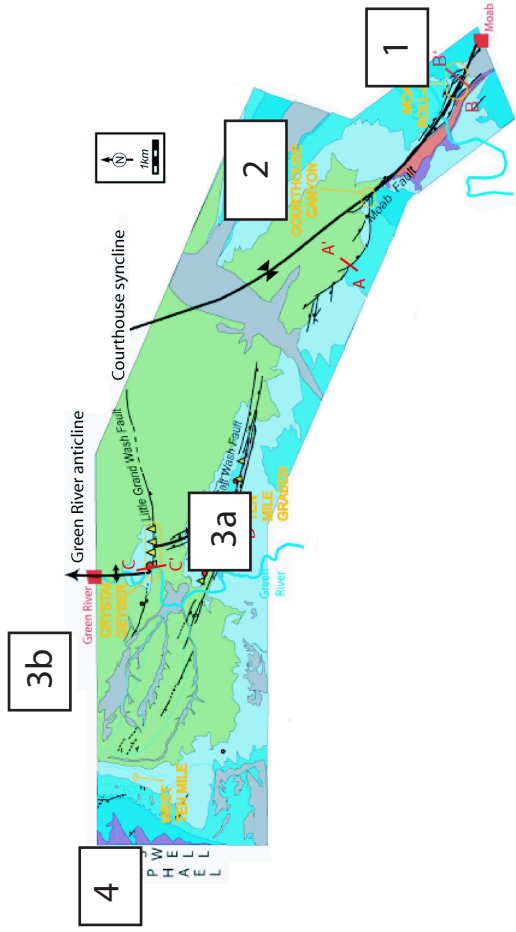 Green River anticline
Courthouse syncline
N
1km
1
2
3a
3b
4
Green River
Moab
Little Grand Wash Fault
Wash Fault
Moab Fault
COURTHOUSE
CANYON
CRYSTAL
GEYSER
MILE
GRABEN
WEST
TEN MILE
Green
River
A
A'
B
B'
C
C'
P W
H E
A L
E L
L